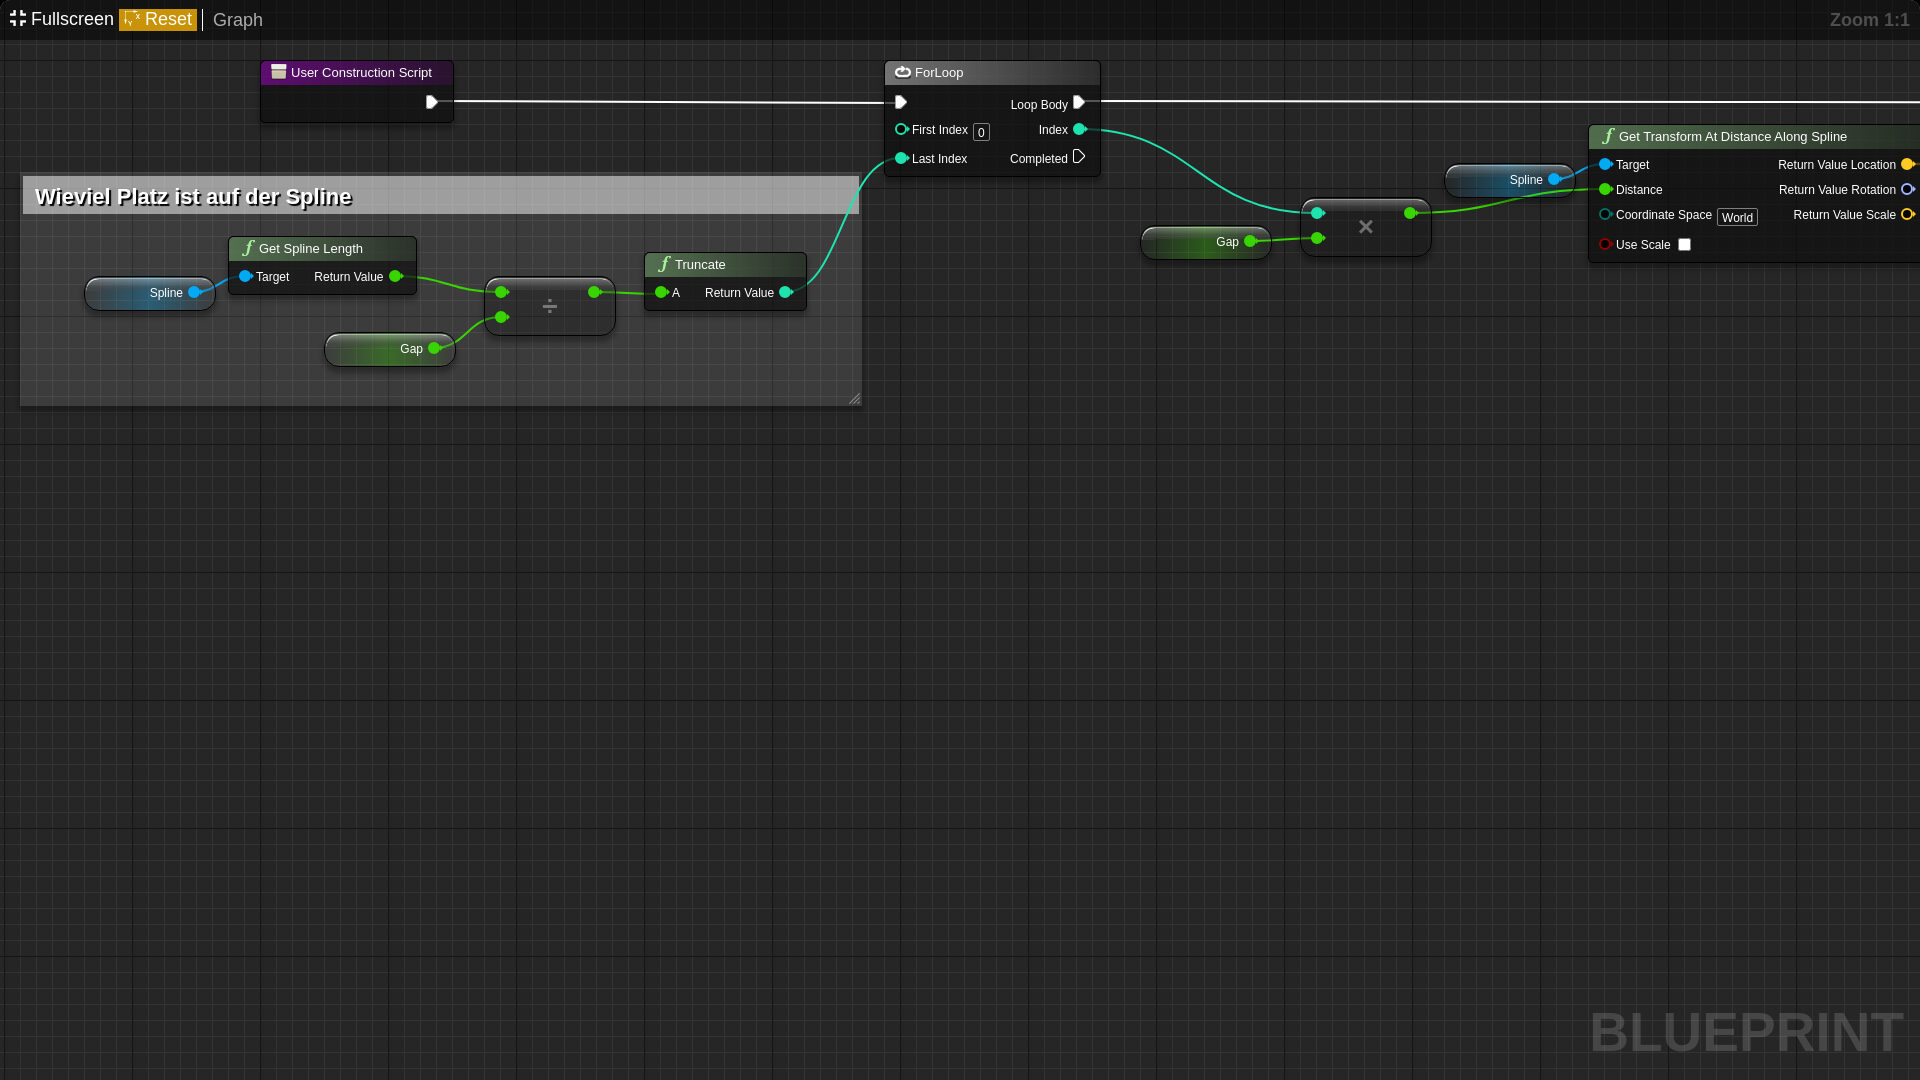 Fullscreen Reset Graph Zoom 1:1
User Construction Script
ForLoop
Loop Body
First Index 0 Index
Last Index Completed
Get Transform At Distance Along Spline
Target Return Value Location
Distance Return Value Rotation
Coordinate Space World Return Value Scale
Use Scale
Spline
Gap
Wieviel Platz ist auf der Spline
Get Spline Length
Target Return Value
Spline
Gap
÷
Truncate
A Return Value
×
BLUEPRINT